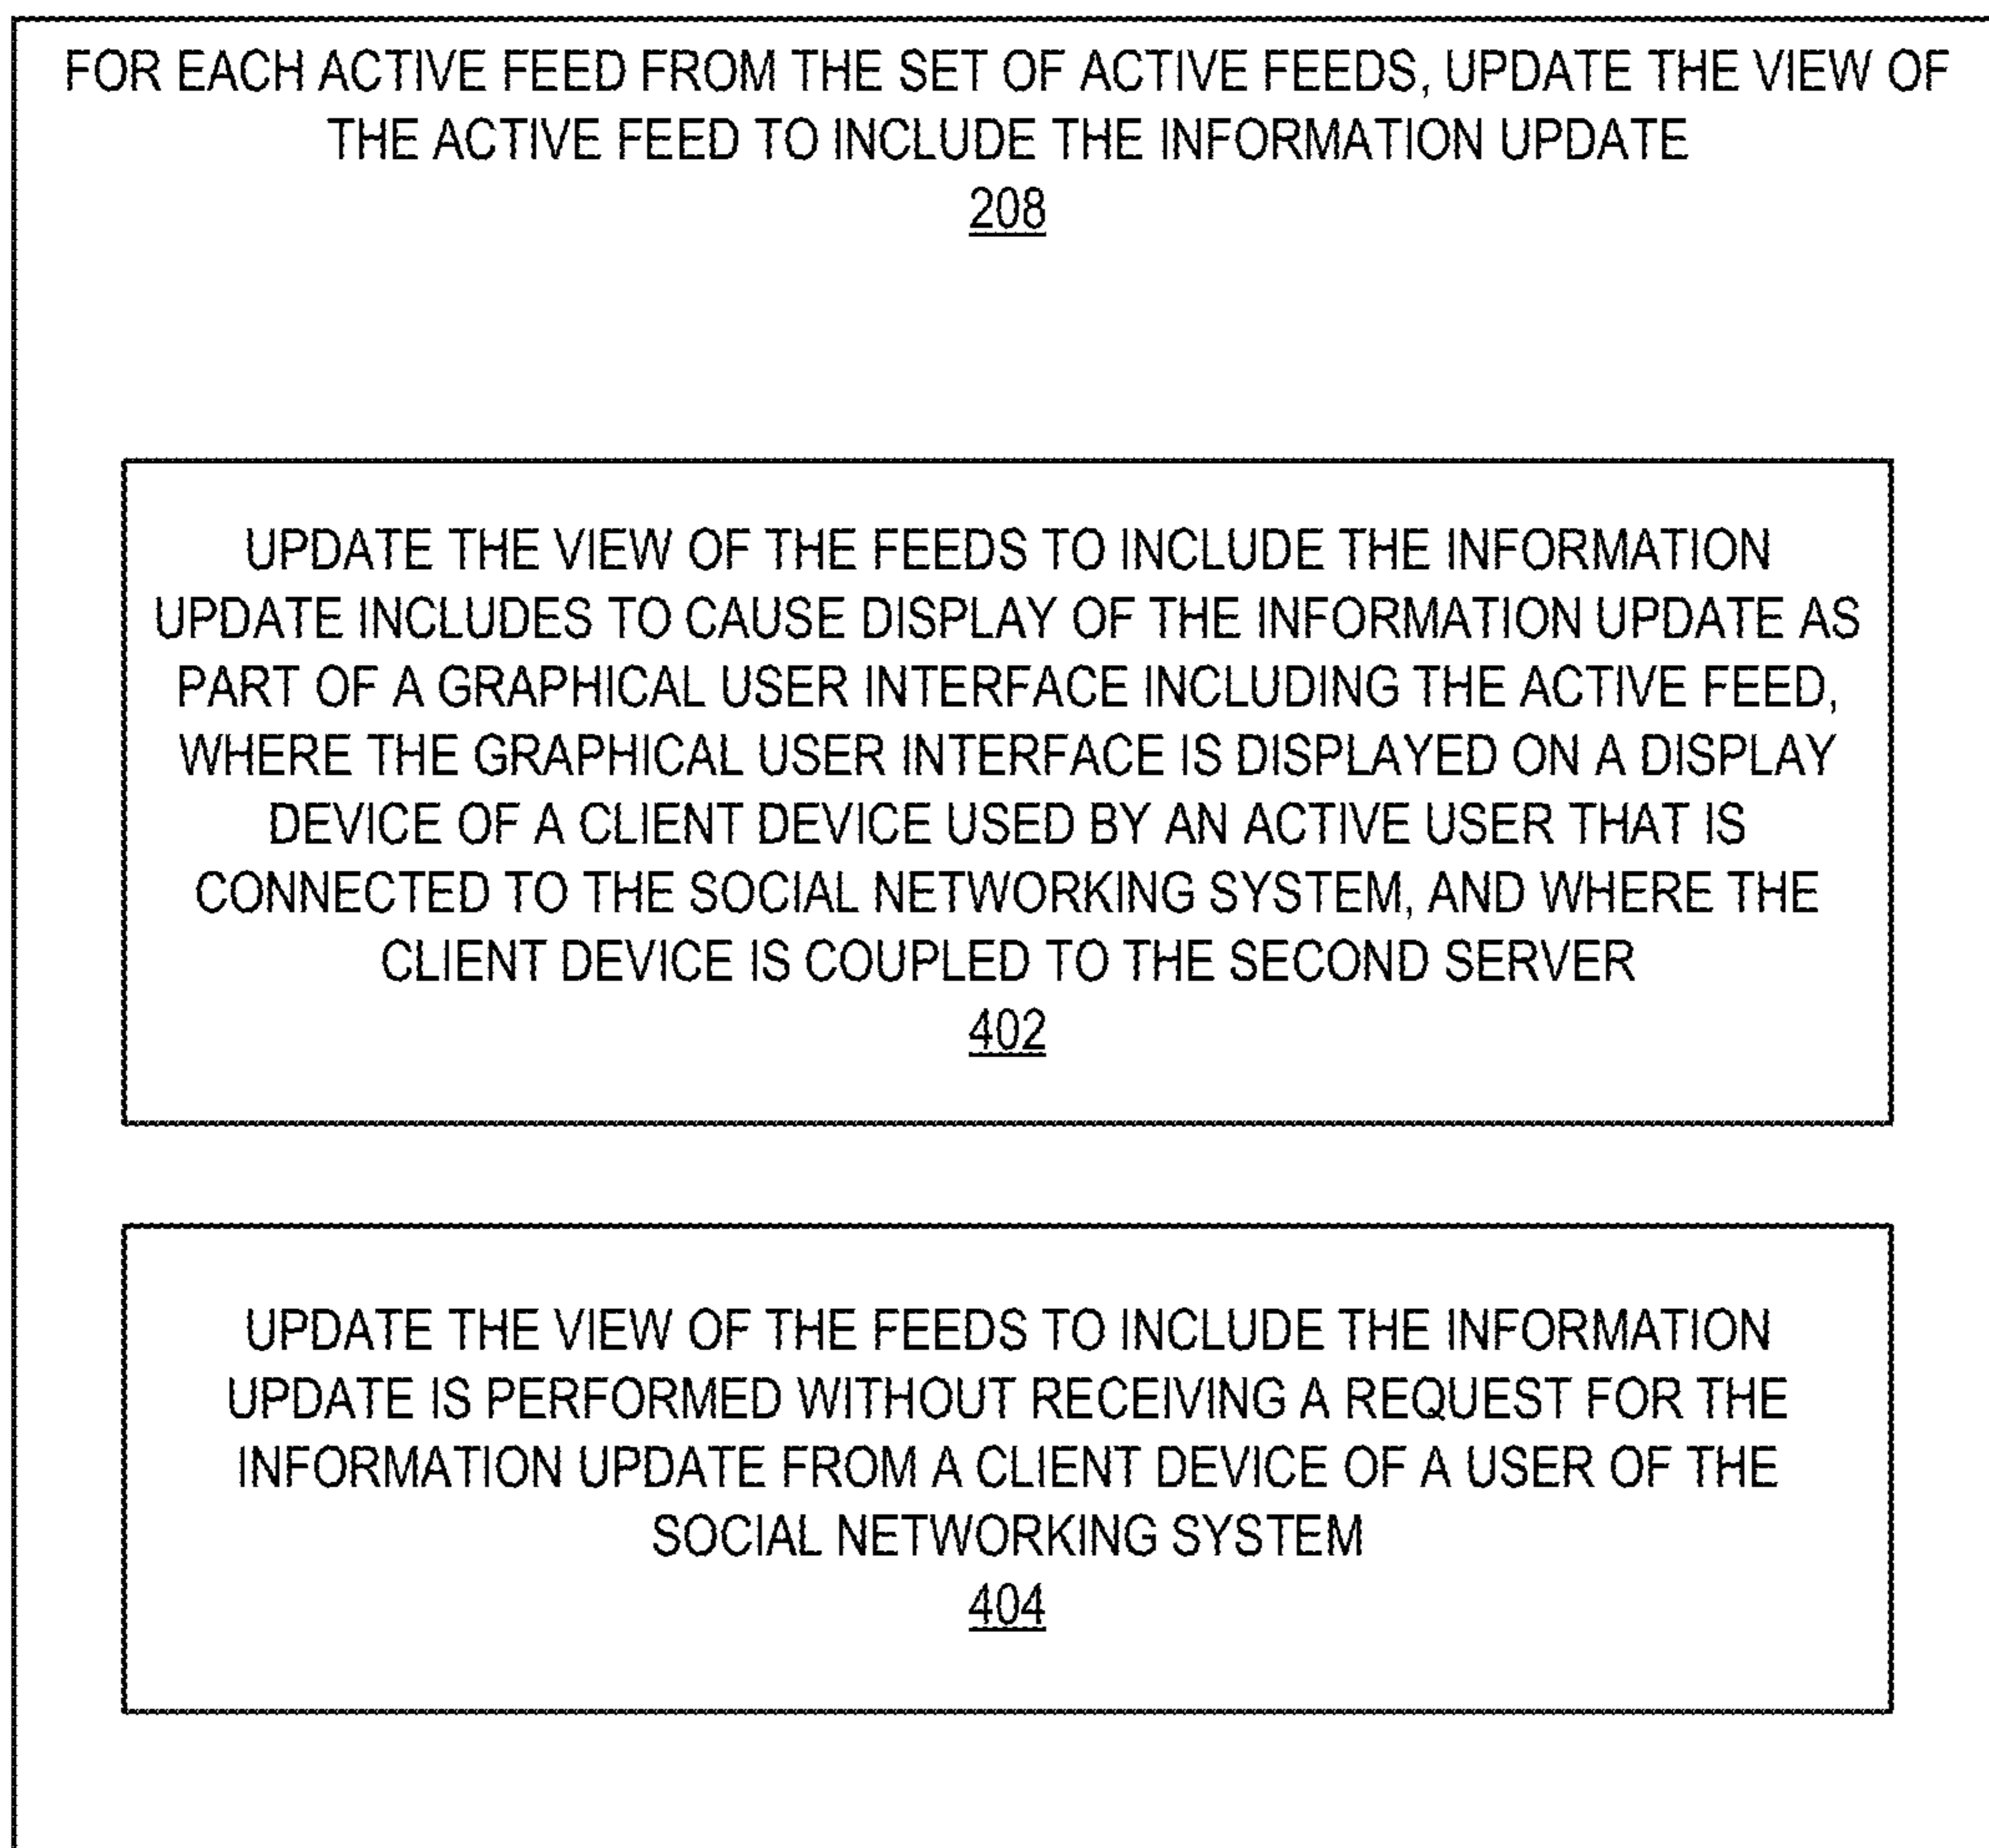 FOR EACH ACTIVE FEED FROM THE SET OF ACTIVE FEEDS, UPDATE THE VIEW OF
THE ACTIVE FEED TO INCLUDE THE INFORMATION UPDATE
208
UPDATE THE VIEW OF THE FEEDS TO INCLUDE THE INFORMATION
UPDATE INCLUDES TO CAUSE DISPLAY OF THE INFORMATION UPDATE AS
PART OF A GRAPHICAL USER INTERFACE INCLUDING THE ACTIVE FEED,
WHERE THE GRAPHICAL USER INTERFACE IS DISPLAYED ON A DISPLAY
DEVICE OF A CLIENT DEVICE USED BY AN ACTIVE USER THAT IS
CONNECTED TO THE SOCIAL NETWORKING SYSTEM, AND WHERE THE
CLIENT DEVICE IS COUPLED TO THE SECOND SERVER
402
UPDATE THE VIEW OF THE FEEDS TO INCLUDE THE INFORMATION
UPDATE IS PERFORMED WITHOUT RECEIVING A REQUEST FOR THE
INFORMATION UPDATE FROM A CLIENT DEVICE OF A USER OF THE
SOCIAL NETWORKING SYSTEM
404